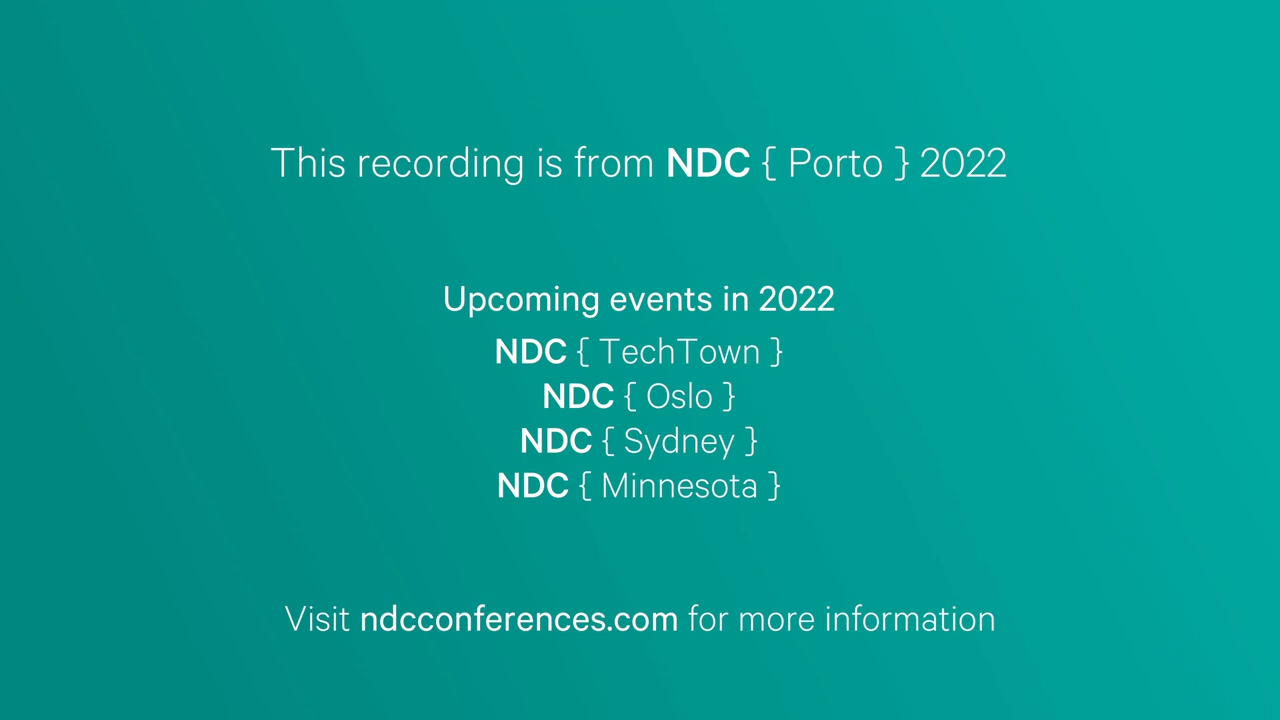 This recording is from NDC { Porto } 2022
Upcoming events in 2022
NDC { TechTown }
NDC { Oslo }
NDC { Sydney }
NDC { Minnesota }
Visit ndcconferences.com for more information